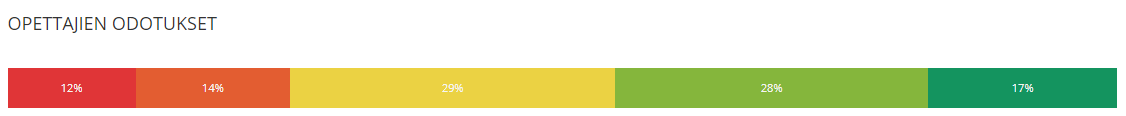 OPETTAJIEN ODOTUKSET
12% 14% 29% 28% 17%